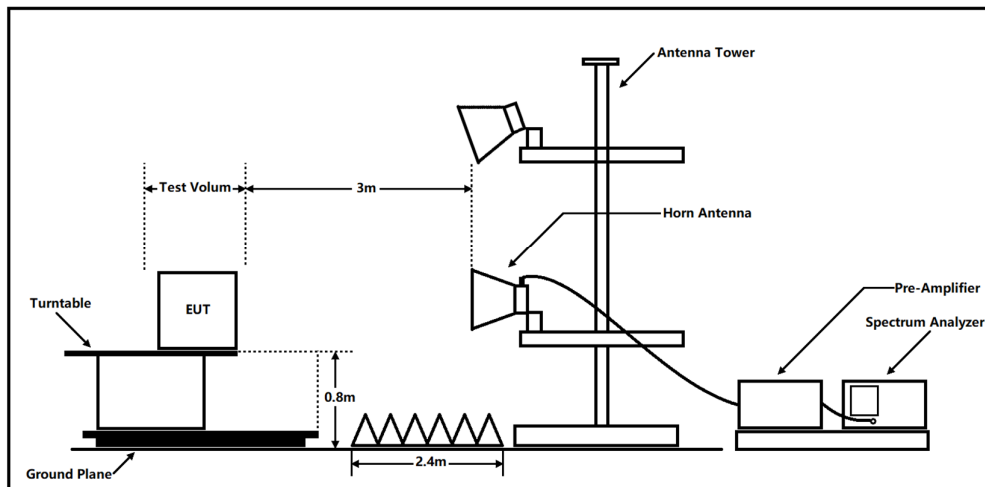 Antenna Tower
Test Volum
3m
Horn Antenna
EUT
Turntable
Pre-Amplifier
Spectrum Analyzer
0.8m
2.4m
Ground Plane